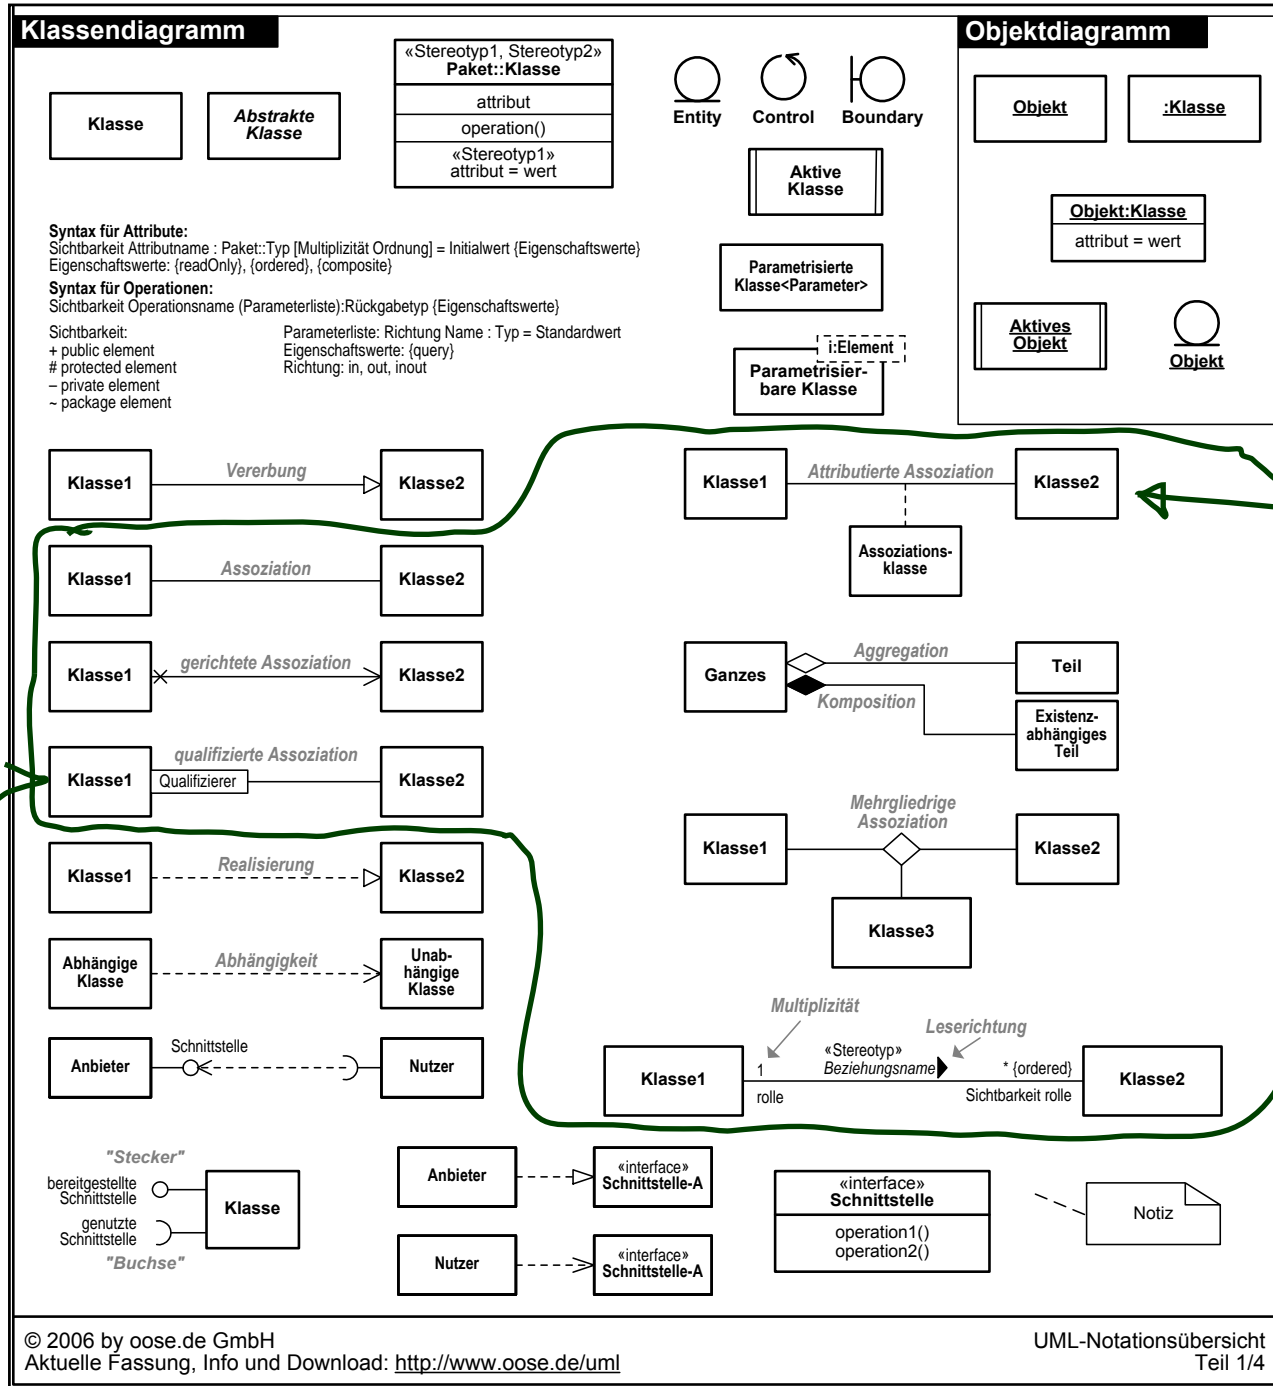 Klassendiagramm
Klasse
Abstrakte
Klasse
«Stereotyp1, Stereotyp2»
Paket::Klasse
attribut
operation()
«Stereotyp1»
attribut = wert
Entity
Control
Boundary
Aktive
Klasse
Parametrisierte
Klasse<Parameter>
i:Element
Parametrisier-
bare Klasse
Objektdiagramm
Objekt
:Klasse
Objekt:Klasse
attribut = wert
Aktives
Objekt
Objekt
Syntax für Attribute:
Sichtbarkeit Attributname : Paket::Typ [Multiplizität Ordnung] = Initialwert {Eigenschaftswerte}
Eigenschaftswerte: {readOnly}, {ordered}, {composite}
Syntax für Operationen:
Sichtbarkeit Operationsname (Parameterliste):Rückgabetyp {Eigenschaftswerte}
Sichtbarkeit:
+ public element
# protected element
– private element
~ package element
Parameterliste: Richtung Name : Typ = Standardwert
Eigenschaftswerte: {query}
Richtung: in, out, inout
Klasse1
Vererbung
Klasse2
Klasse1
Assoziation
Klasse2
Klasse1
gerichtete Assoziation
Klasse2
Klasse1
Qualifizierer
qualifizierte Assoziation
Klasse2
Klasse1
Realisierung
Klasse2
Abhängige
Klasse
Abhängigkeit
Unab-
hängige
Klasse
Anbieter
Schnittstelle
Nutzer
Klasse1
Attributierte Assoziation
Klasse2
Assoziations-
klasse
Ganzes
Aggregation
Teil
Komposition
Existenz-
abhängiges
Teil
Mehrgliedrige
Assoziation
Klasse1
Klasse2
Klasse3
Multiplizität
Leserichtung
Klasse1
1
rolle
«Stereotyp»
Beziehungsname
* {ordered}
Sichtbarkeit rolle
Klasse2
"Stecker"
bereitgestellte
Schnittstelle
genutzte
Schnittstelle
"Buchse"
Klasse
Anbieter
«interface»
Schnittstelle-A
Nutzer
«interface»
Schnittstelle-A
«interface»
Schnittstelle
operation1()
operation2()
Notiz
© 2006 by oose.de GmbH
Aktuelle Fassung, Info und Download: http://www.oose.de/uml
UML-Notationsübersicht
Teil 1/4